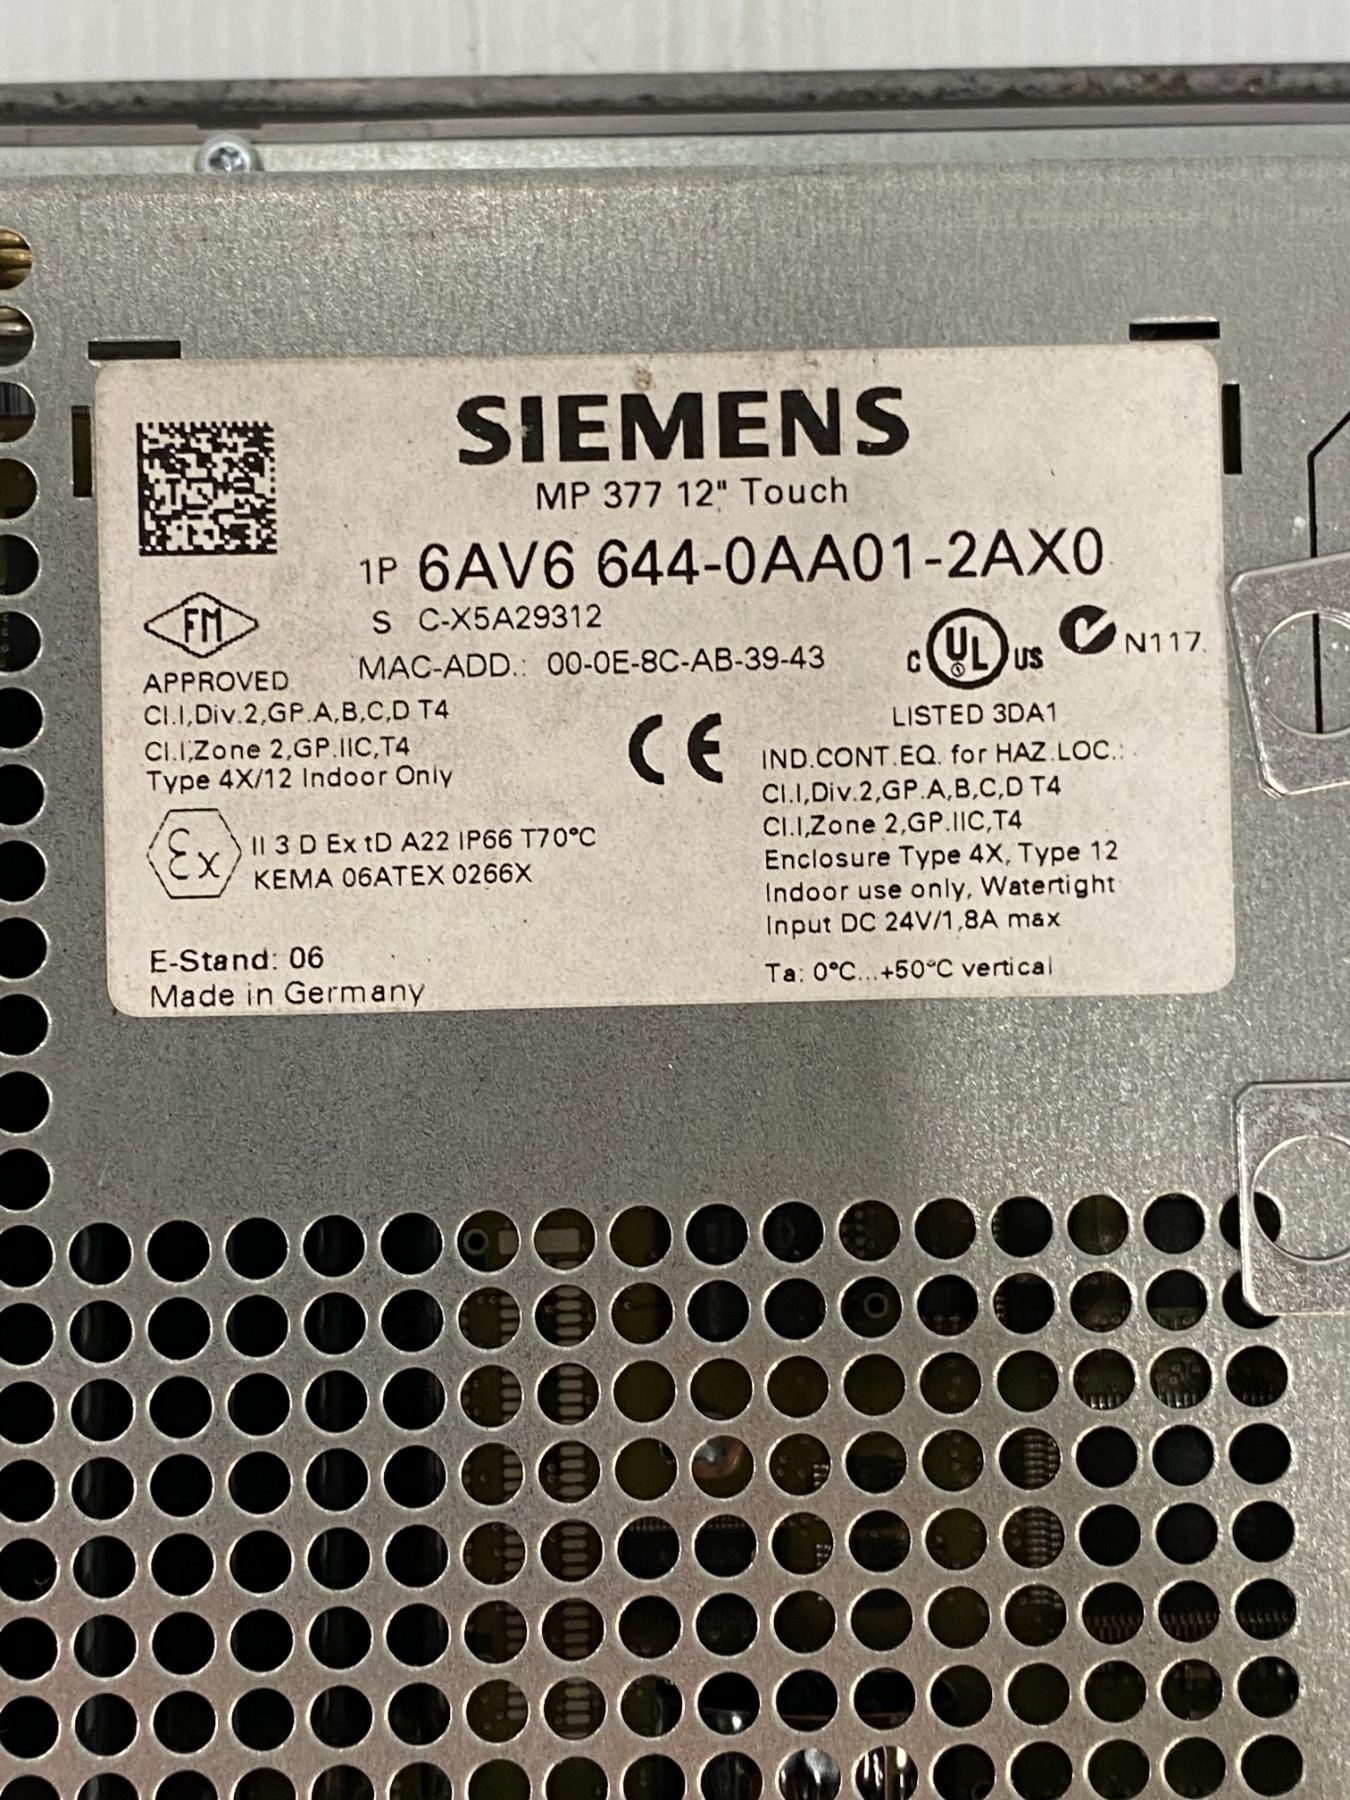 SIEMENS
MP 377 12" Touch
1P 6AV6 644-0AA01-2AX0
S C-X5A29312
MAC-ADD.: 00-0E-8C-AB-39-43
FM
APPROVED
Cl.I,Div.2,GP.A,B,C,D T4
Cl.I,Zone 2,GP.IIC,T4
Type 4X/12 Indoor Only
CE
C UL US
N117
LISTED 3DA1
IND.CONT.EQ. for HAZ.LOC.:
Cl.I,Div.2,GP.A,B,C,D T4
Cl.I,Zone 2,GP.IIC,T4
Enclosure Type 4X, Type 12
Indoor use only, Watertight
Input DC 24V/1,8A max
Ta: 0°C...+50°C vertical
Ex II 3 D Ex tD A22 IP66 T70°C
KEMA 06ATEX 0266X
E-Stand: 06
Made in Germany